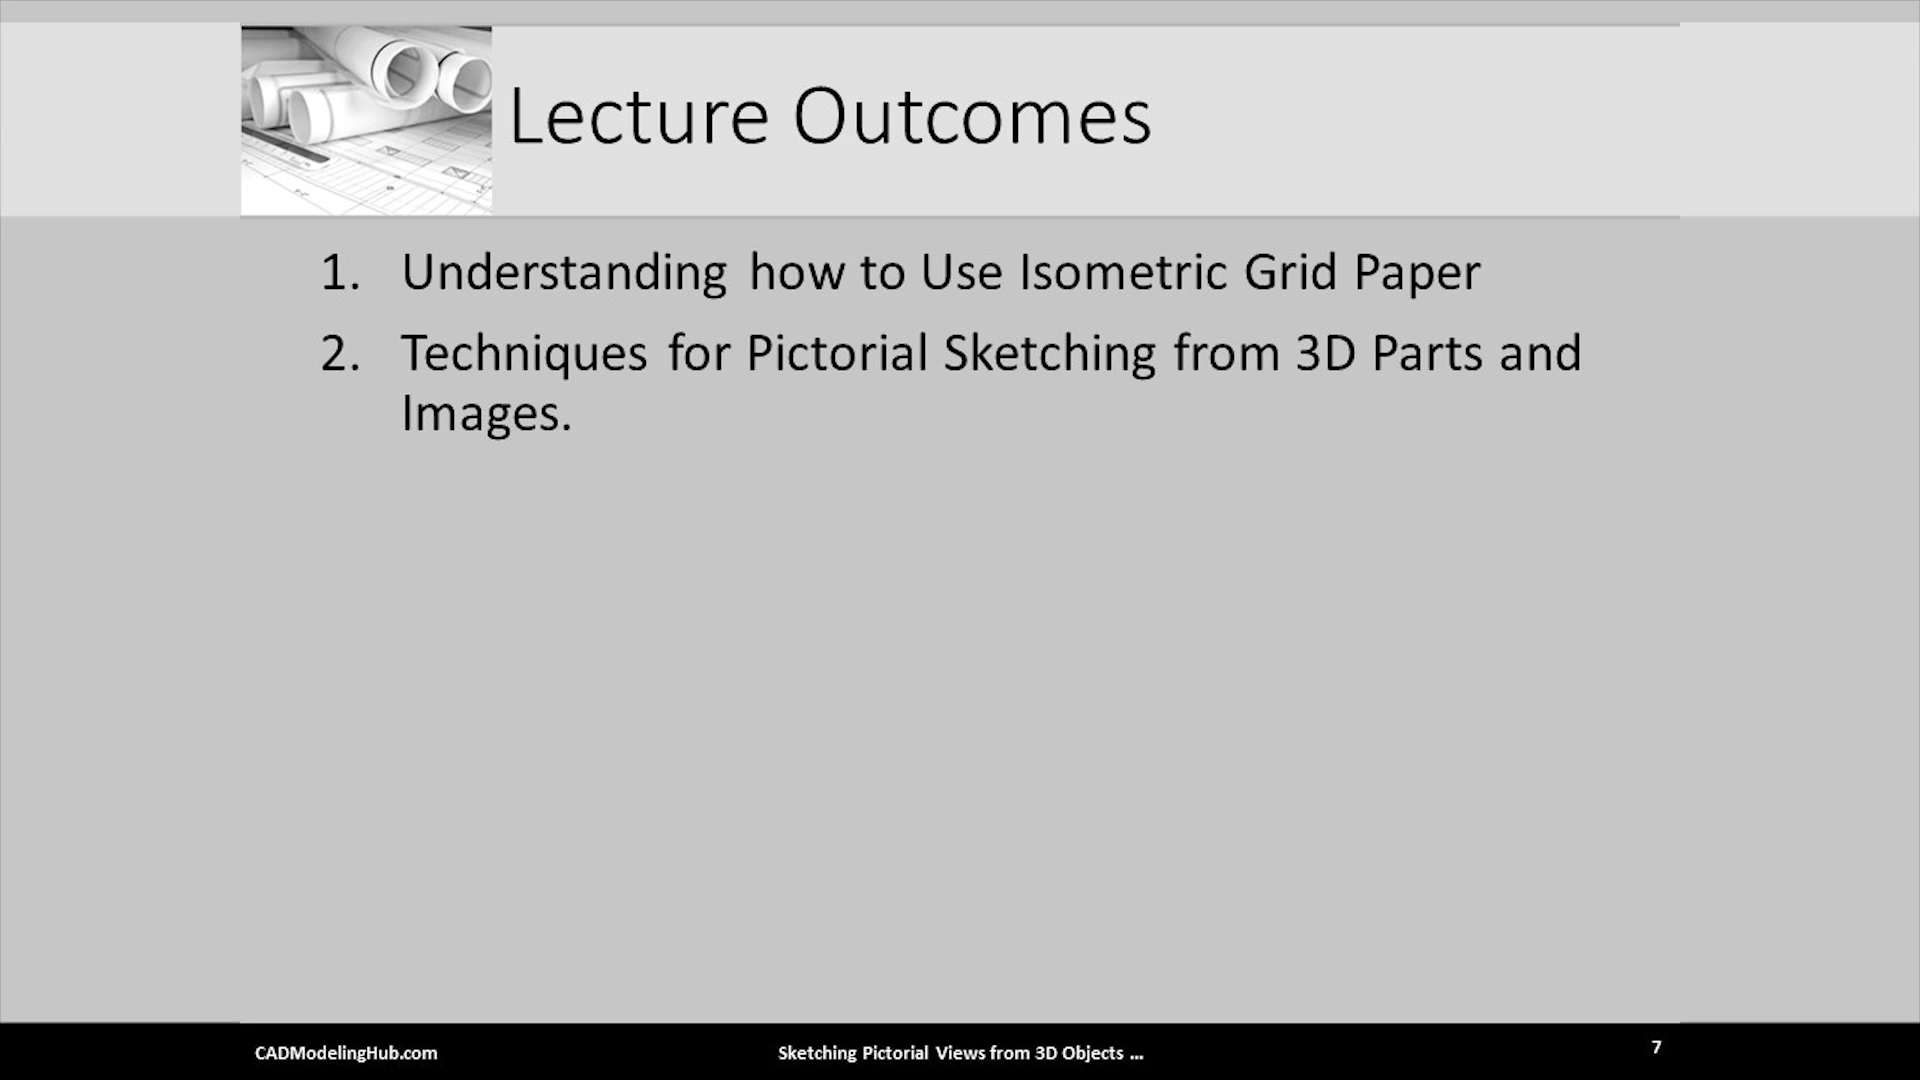 Lecture Outcomes
1. Understanding how to Use Isometric Grid Paper
2. Techniques for Pictorial Sketching from 3D Parts and
Images.
CADModelingHub.com
Sketching Pictorial Views from 3D Objects ...
7